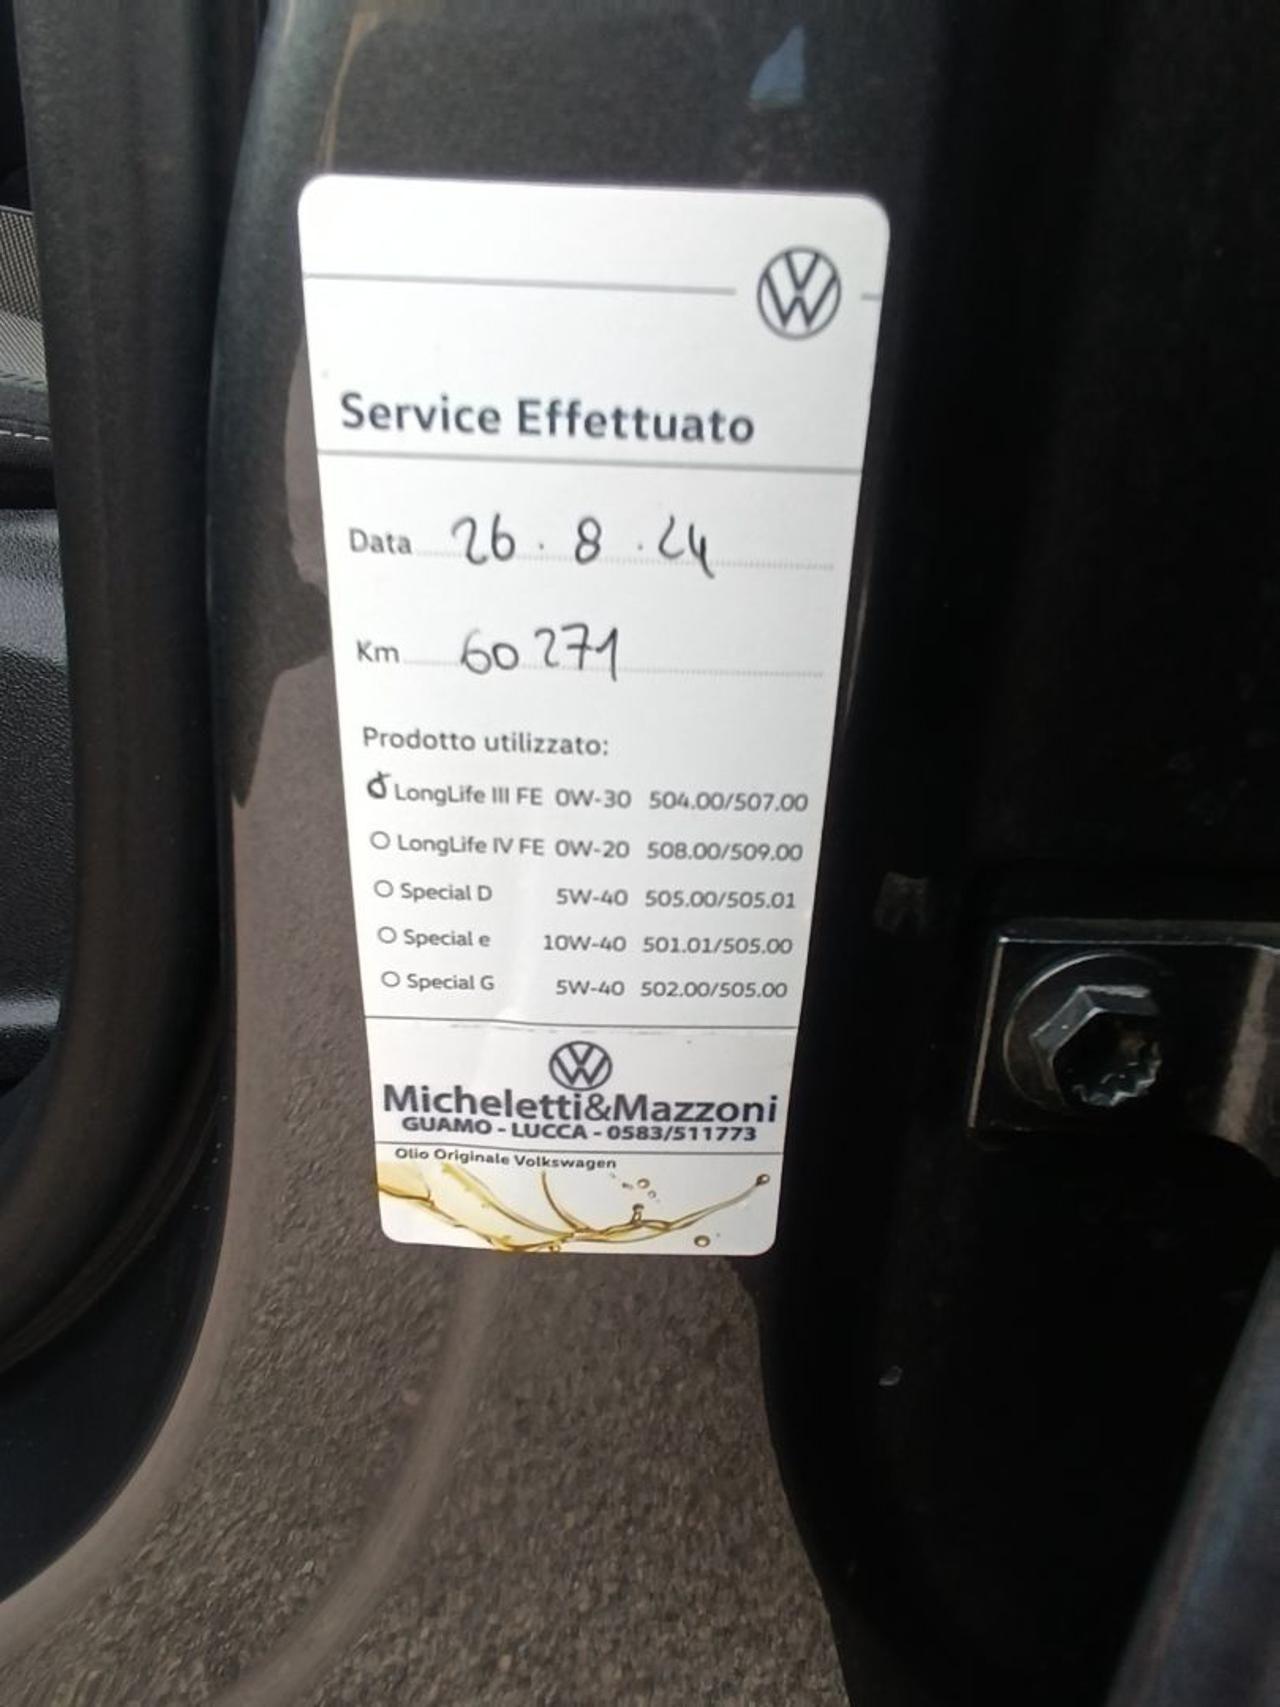 Service Effettuato
Data 26.8.24
Km 60271
Prodotto utilizzato:
LongLife III FE 0W-30 504.00/507.00
LongLife IV FE 0W-20 508.00/509.00
Special D 5W-40 505.00/505.01
Special e 10W-40 501.01/505.00
Special G 5W-40 502.00/505.00
Micheletti&Mazzoni
GUAMO - LUCCA - 0583/511773
Olio Originale Volkswagen